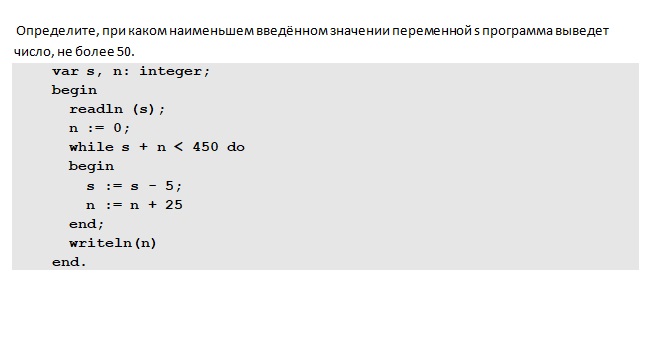 Определите, при каком наименьшем введённом значении переменной s программа выведет
число, не более 50.
var s, n: integer;
begin
readln (s);
n := 0;
while s + n < 450 do
begin
s := s - 5;
n := n + 25
end;
writeln(n)
end.